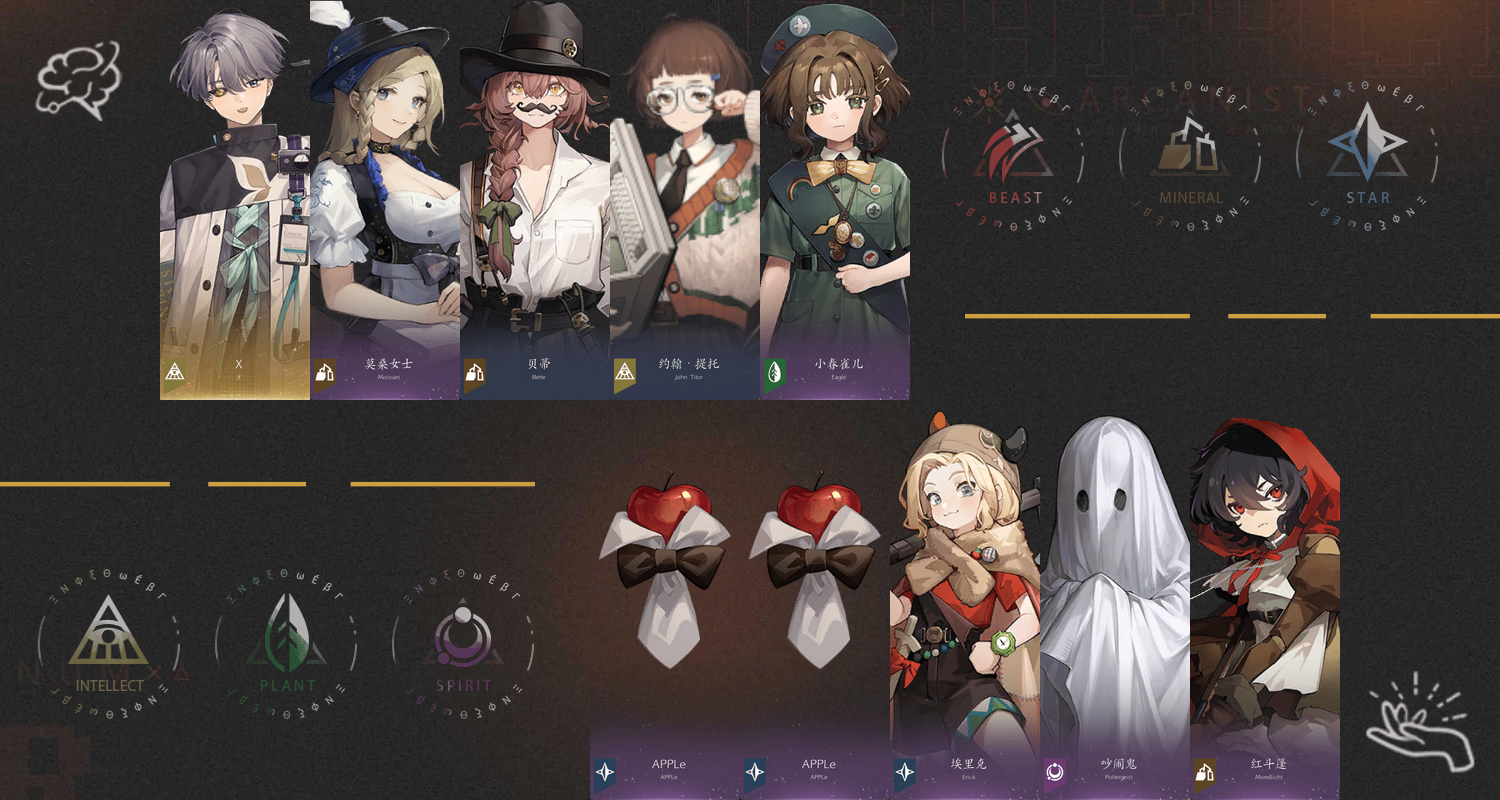 X
X
莫桑女士
Moissan
贝蒂
Bette
约翰·提托
John Titor
小春雀儿
Eagle
BEAST
MINERAL
STAR
INTELLECT
PLANT
SPIRIT
APPLe
APPLe
APPLe
APPLe
埃里克
Erick
吵闹鬼
Poltergeist
红斗篷
Mondlicht